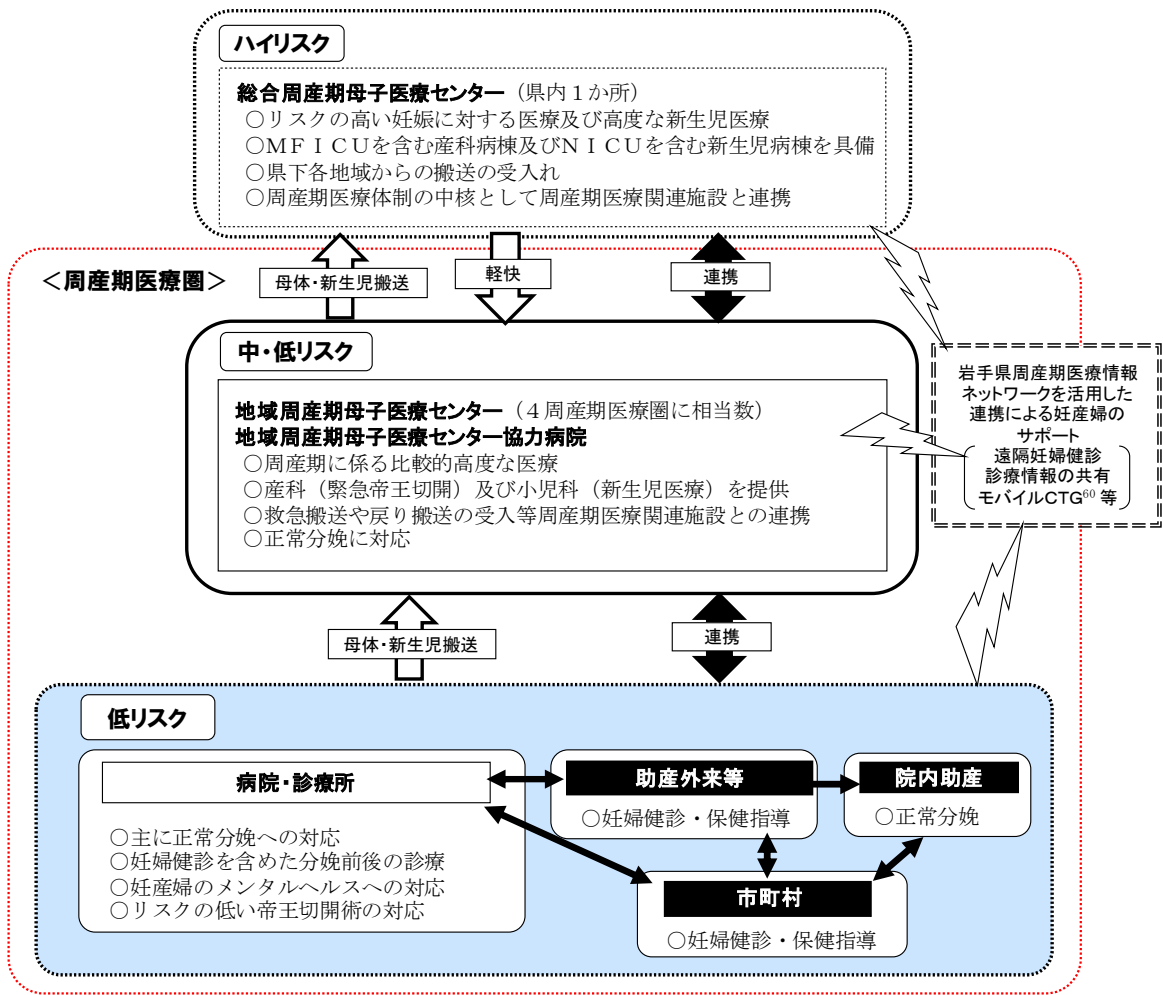 ハイリスク
総合周産期母子医療センター（県内１か所）
○リスクの高い妊娠に対する医療及び高度な新生児医療
○ＭＦＩＣＵを含む産科病棟及びＮＩＣＵを含む新生児病棟を具備
○県下各地域からの搬送の受入れ
○周産期医療体制の中核として周産期医療関連施設と連携
＜周産期医療圏＞
母体・新生児搬送
軽快
連携
中・低リスク
地域周産期母子医療センター（４周産期医療圏に相当数）
地域周産期母子医療センター協力病院
○周産期に係る比較的高度な医療
○産科（緊急帝王切開）及び小児科（新生児医療）を提供
○救急搬送や戻り搬送の受入等周産期医療関連施設との連携
○正常分娩に対応
岩手県周産期医療情報
ネットワークを活用した
連携による妊産婦の
サポート
遠隔妊婦健診
診療情報の共有
モバイルCTG60 等
母体・新生児搬送
連携
低リスク
病院・診療所
○主に正常分娩への対応
○妊婦健診を含めた分娩前後の診療
○妊産婦のメンタルヘルスへの対応
○リスクの低い帝王切開術の対応
助産外来等
○妊婦健診・保健指導
院内助産
○正常分娩
市町村
○妊婦健診・保健指導